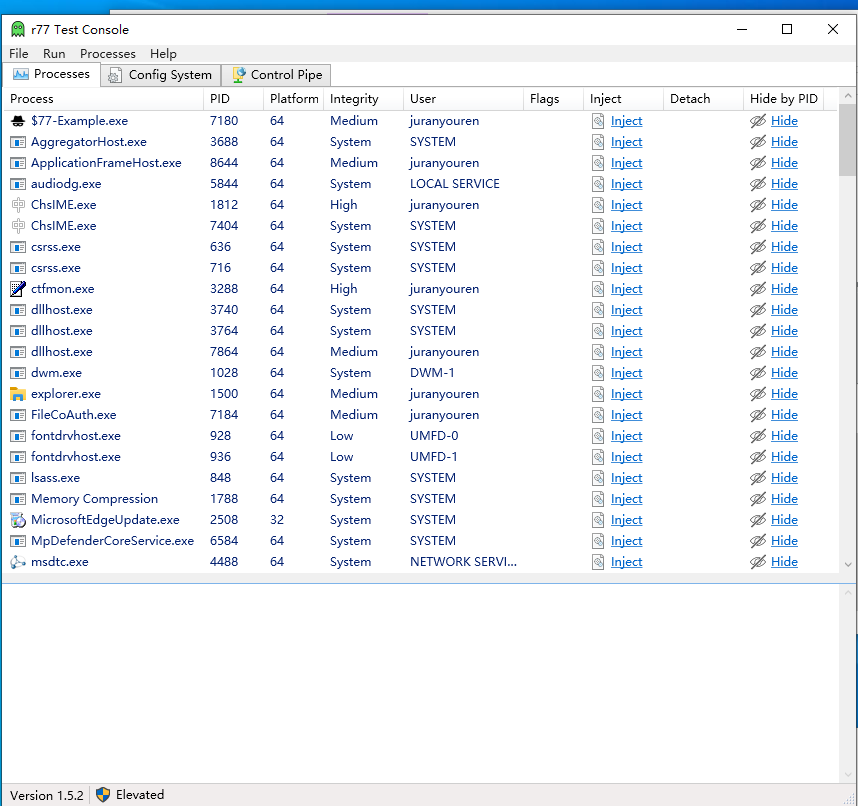 r77 Test Console
File Run Processes Help
Processes Config System Control Pipe
Process PID Platform Integrity User Flags Inject Detach Hide by PID
$77-Example.exe 7180 64 Medium juranyouren Inject Hide
AggregatorHost.exe 3688 64 System SYSTEM Inject Hide
ApplicationFrameHost.exe 8644 64 Medium juranyouren Inject Hide
audiodg.exe 5844 64 System LOCAL SERVICE Inject Hide
ChsIME.exe 1812 64 High juranyouren Inject Hide
ChsIME.exe 7404 64 System SYSTEM Inject Hide
csrss.exe 636 64 System SYSTEM Inject Hide
csrss.exe 716 64 System SYSTEM Inject Hide
ctfmon.exe 3288 64 High juranyouren Inject Hide
dllhost.exe 3740 64 System SYSTEM Inject Hide
dllhost.exe 3764 64 System SYSTEM Inject Hide
dllhost.exe 7864 64 Medium juranyouren Inject Hide
dwm.exe 1028 64 System DWM-1 Inject Hide
explorer.exe 1500 64 Medium juranyouren Inject Hide
FileCoAuth.exe 7184 64 Medium juranyouren Inject Hide
fontdrvhost.exe 928 64 Low UMFD-0 Inject Hide
fontdrvhost.exe 936 64 Low UMFD-1 Inject Hide
lsass.exe 848 64 System SYSTEM Inject Hide
Memory Compression 1788 64 System SYSTEM Inject Hide
MicrosoftEdgeUpdate.exe 2508 32 System SYSTEM Inject Hide
MpDefenderCoreService.exe 6584 64 System SYSTEM Inject Hide
msdtc.exe 4488 64 System NETWORK SERVI... Inject Hide
Version 1.5.2 Elevated